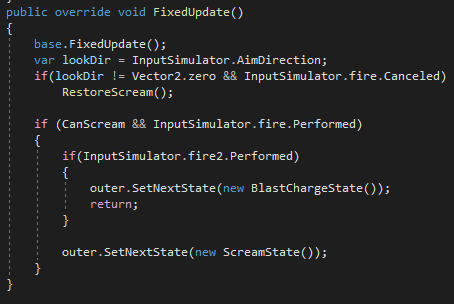 public override void FixedUpdate()
{
base.FixedUpdate();
var lookDir = InputSimulator.AimDirection;
if(lookDir != Vector2.zero && InputSimulator.fire.Canceled)
RestoreScream();
if (CanScream && InputSimulator.fire.Performed)
{
if(InputSimulator.fire2.Performed)
{
outer.SetNextState(new BlastChargeState());
return;
}
outer.SetNextState(new ScreamState());
}
}